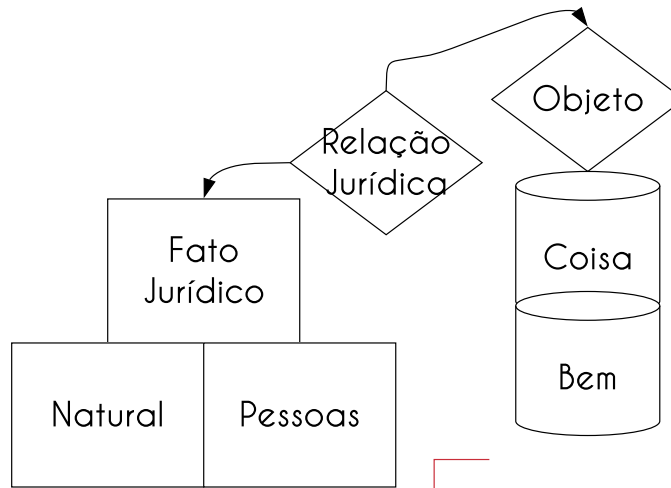 Objeto
Relação
Jurídica
Fato
Jurídico
Coisa
Bem
Natural
Pessoas